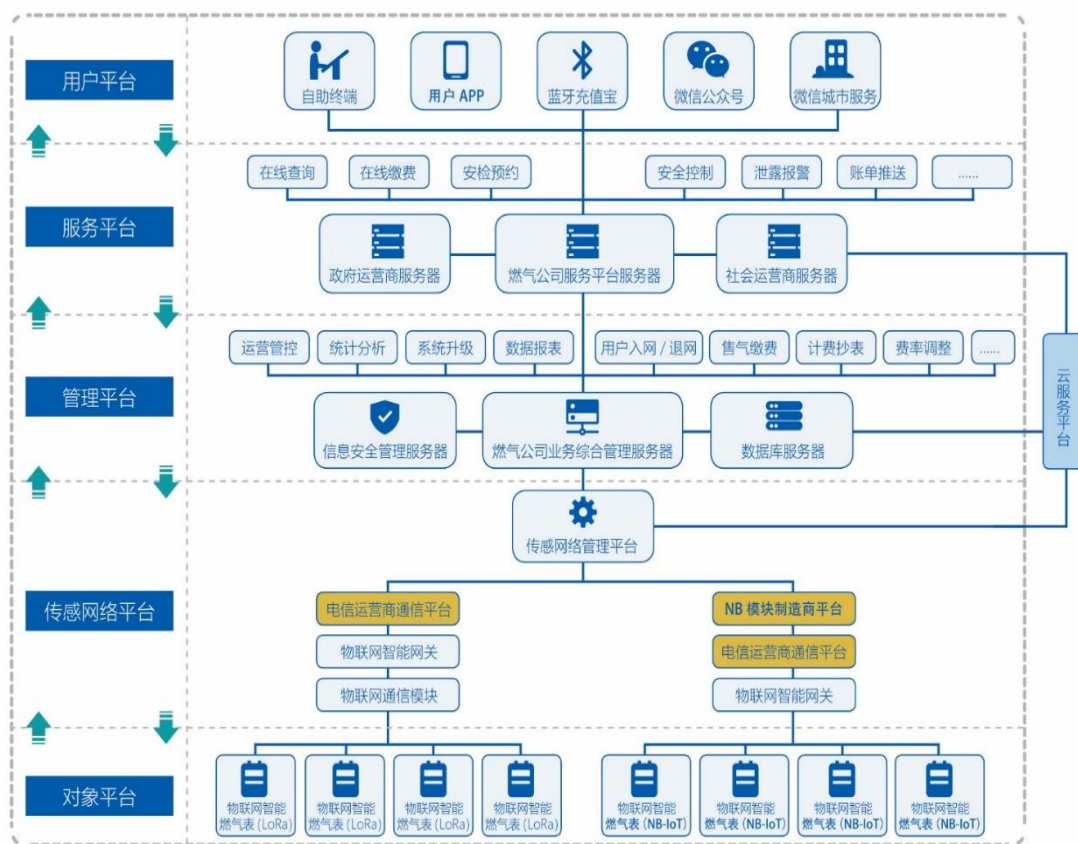 用户平台
自助终端
用户 APP
蓝牙充值宝
微信公众号
微信城市服务
在线查询
在线缴费
安检预约
安全控制
泄露报警
账单推送
......
服务平台
政府运营商服务器
燃气公司服务平台服务器
社会运营商服务器
运营管控
统计分析
系统升级
数据报表
用户入网 / 退网
售气缴费
计费抄表
费率调整
......
云服务平台
管理平台
信息安全管理服务器
燃气公司业务综合管理服务器
数据库服务器
传感网络管理平台
传感网络平台
电信运营商通信平台
物联网智能网关
物联网通信模块
NB 模块制造商平台
电信运营商通信平台
物联网智能网关
对象平台
物联网智能
燃气表 (LoRa)
物联网智能
燃气表 (LoRa)
物联网智能
燃气表 (LoRa)
物联网智能
燃气表 (LoRa)
物联网智能
燃气表 (NB-IoT)
物联网智能
燃气表 (NB-IoT)
物联网智能
燃气表 (NB-IoT)
物联网智能
燃气表 (NB-IoT)